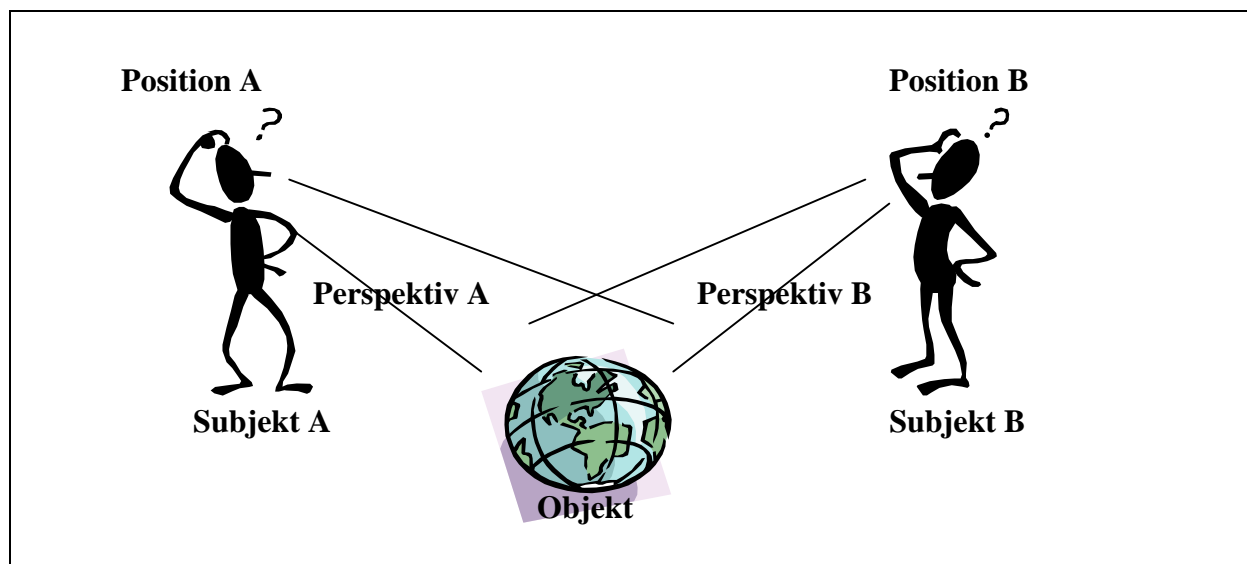 Position A
Position B
?
?
Perspektiv A
Perspektiv B
Subjekt A
Subjekt B
Objekt